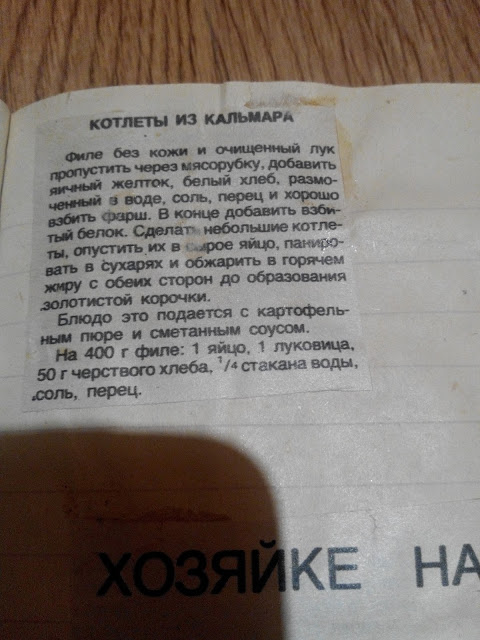 КОТЛЕТЫ ИЗ КАЛЬМАРА
Филе без кожи и очищенный лук
пропустить через мясорубку, добавить
яичный желток, белый хлеб, размо-
ченный в воде, соль, перец и хорошо
взбить фарш. В конце добавить взби-
тый белок. Сделать небольшие котле-
ты, опустить их в сырое яйцо, паниро-
вать в сухарях и обжарить в горячем
жиру с обеих сторон до образования
золотистой корочки.
Блюдо это подается с картофель-
ным пюре и сметанным соусом.
На 400 г филе: 1 яйцо, 1 луковица,
50 г черствого хлеба, 1/4 стакана воды,
соль, перец.
ХОЗЯЙКЕ НА